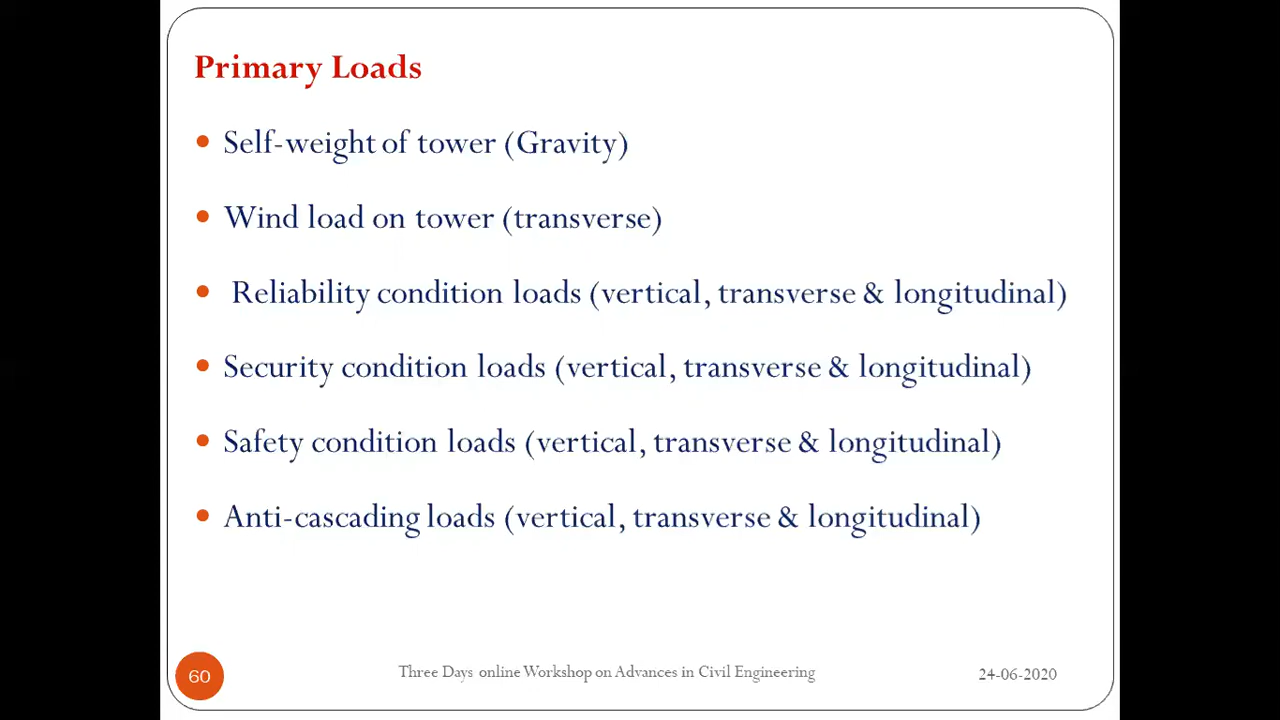 Primary Loads
• Self-weight of tower (Gravity)
• Wind load on tower (transverse)
• Reliability condition loads (vertical, transverse & longitudinal)
• Security condition loads (vertical, transverse & longitudinal)
• Safety condition loads (vertical, transverse & longitudinal)
• Anti-cascading loads (vertical, transverse & longitudinal)
60
Three Days online Workshop on Advances in Civil Engineering
24-06-2020